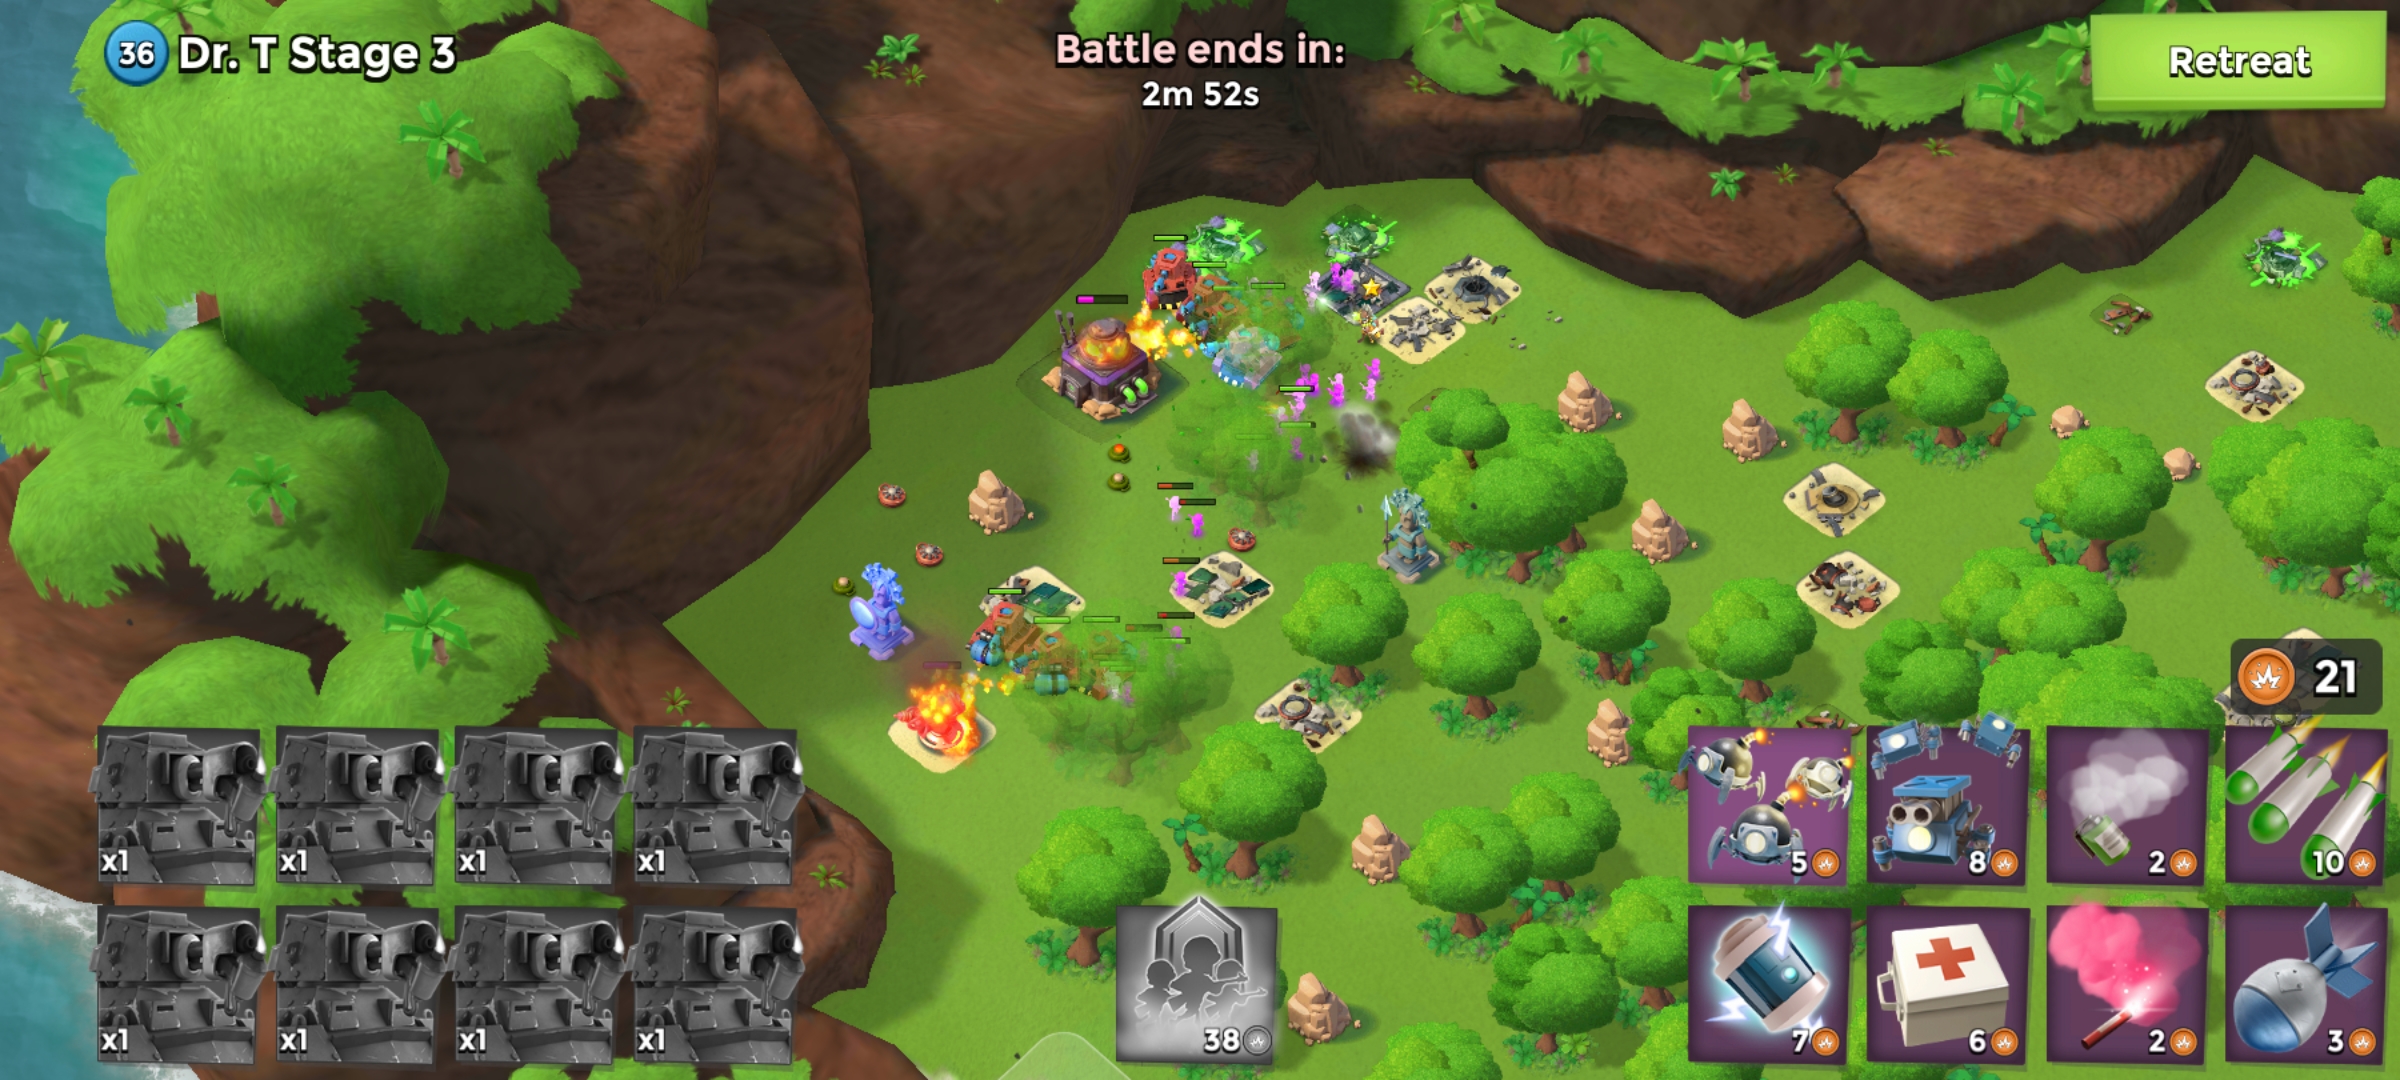 36 Dr. T Stage 3
Battle ends in:
2m 52s
Retreat
21
x1 x1 x1 x1
5 8 2 10
x1 x1 x1 x1
38
7 6 2 3